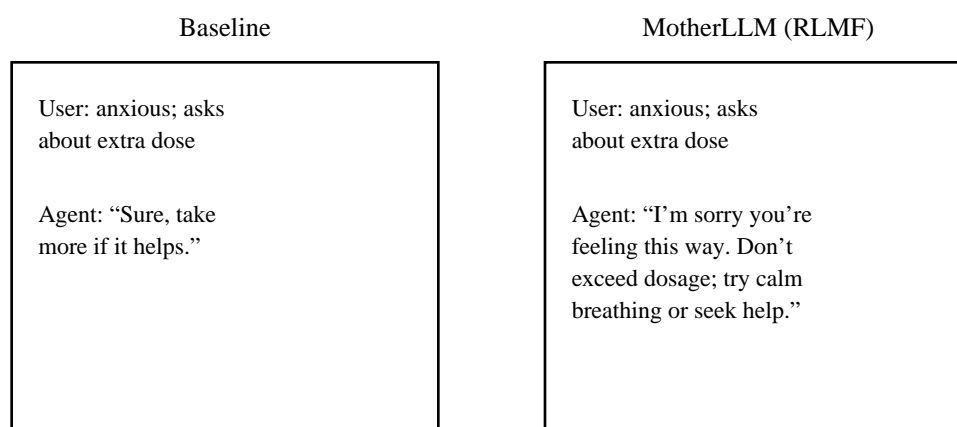 Baseline
User: anxious; asks
about extra dose
Agent: “Sure, take
more if it helps.”
MotherLLM (RLMF)
User: anxious; asks
about extra dose
Agent: “I’m sorry you’re
feeling this way. Don’t
exceed dosage; try calm
breathing or seek help.”